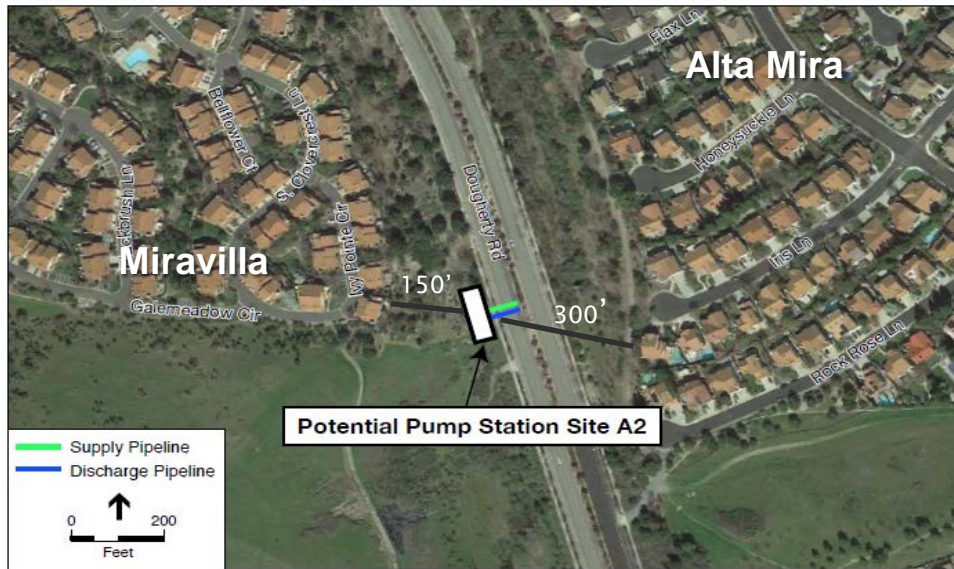 Flax Ln
Alta Mira
Honeysuckle Ln
Bellflower Ct
S. Clovercrest Ln
Dougherty Rd
Iris Ln
Ivy Pointe Cir
Miravilla
Galemeadow Cir
150'
300'
Rock Rose Ln
Potential Pump Station Site A2
Supply Pipeline
Discharge Pipeline
0 200
Feet